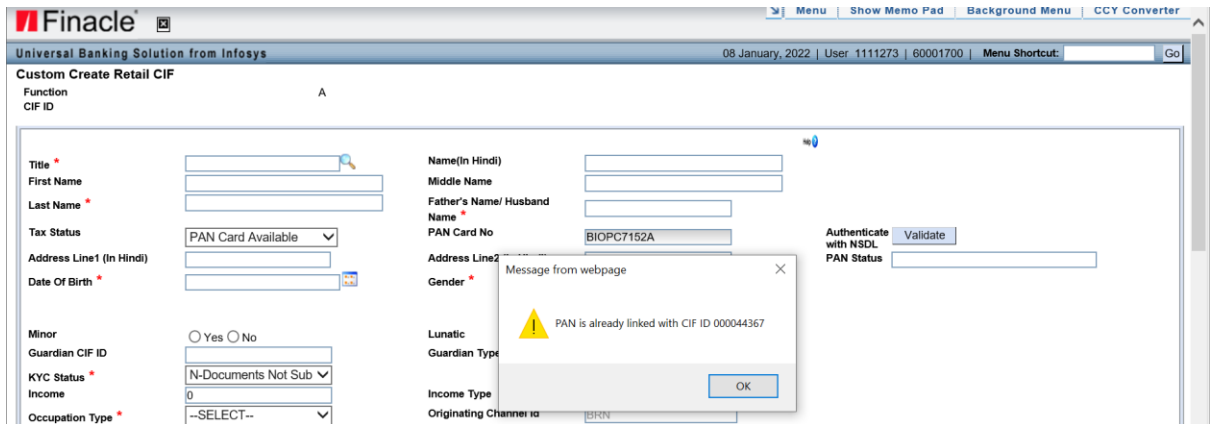 Finacle
Menu | Show Memo Pad | Background Menu | CCY Converter
Universal Banking Solution from Infosys
08 January, 2022 | User 1111273 | 60001700 | Menu Shortcut: Go
Custom Create Retail CIF
Function A
CIF ID
Title * Name(In Hindi)
First Name Middle Name
Last Name * Father's Name/ Husband Name *
Tax Status PAN Card Available PAN Card No BIOPC7152A Authenticate with NSDL Validate
Address Line1 (In Hindi) Address Line2 PAN Status
Date Of Birth * Gender *
Message from webpage
PAN is already linked with CIF ID 000044367
OK
Minor Yes No Lunatic
Guardian CIF ID Guardian Type
KYC Status * N-Documents Not Sub
Income 0 Income Type
Occupation Type * --SELECT-- Originating Channel Id BRN